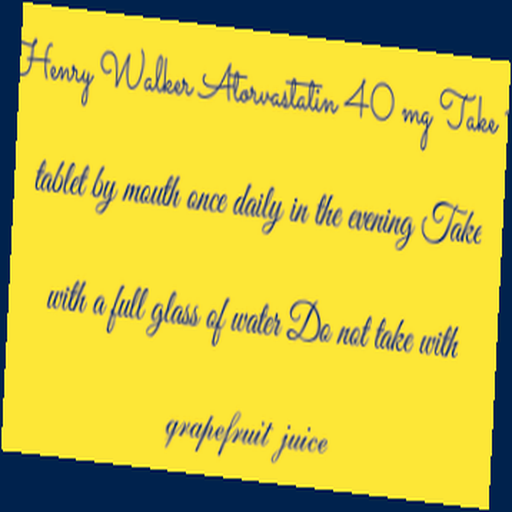 Henry Walker Atorvastatin 40 mg Take
tablet by mouth once daily in the evening Take
with a full glass of water Do not take with
grapefruit juice